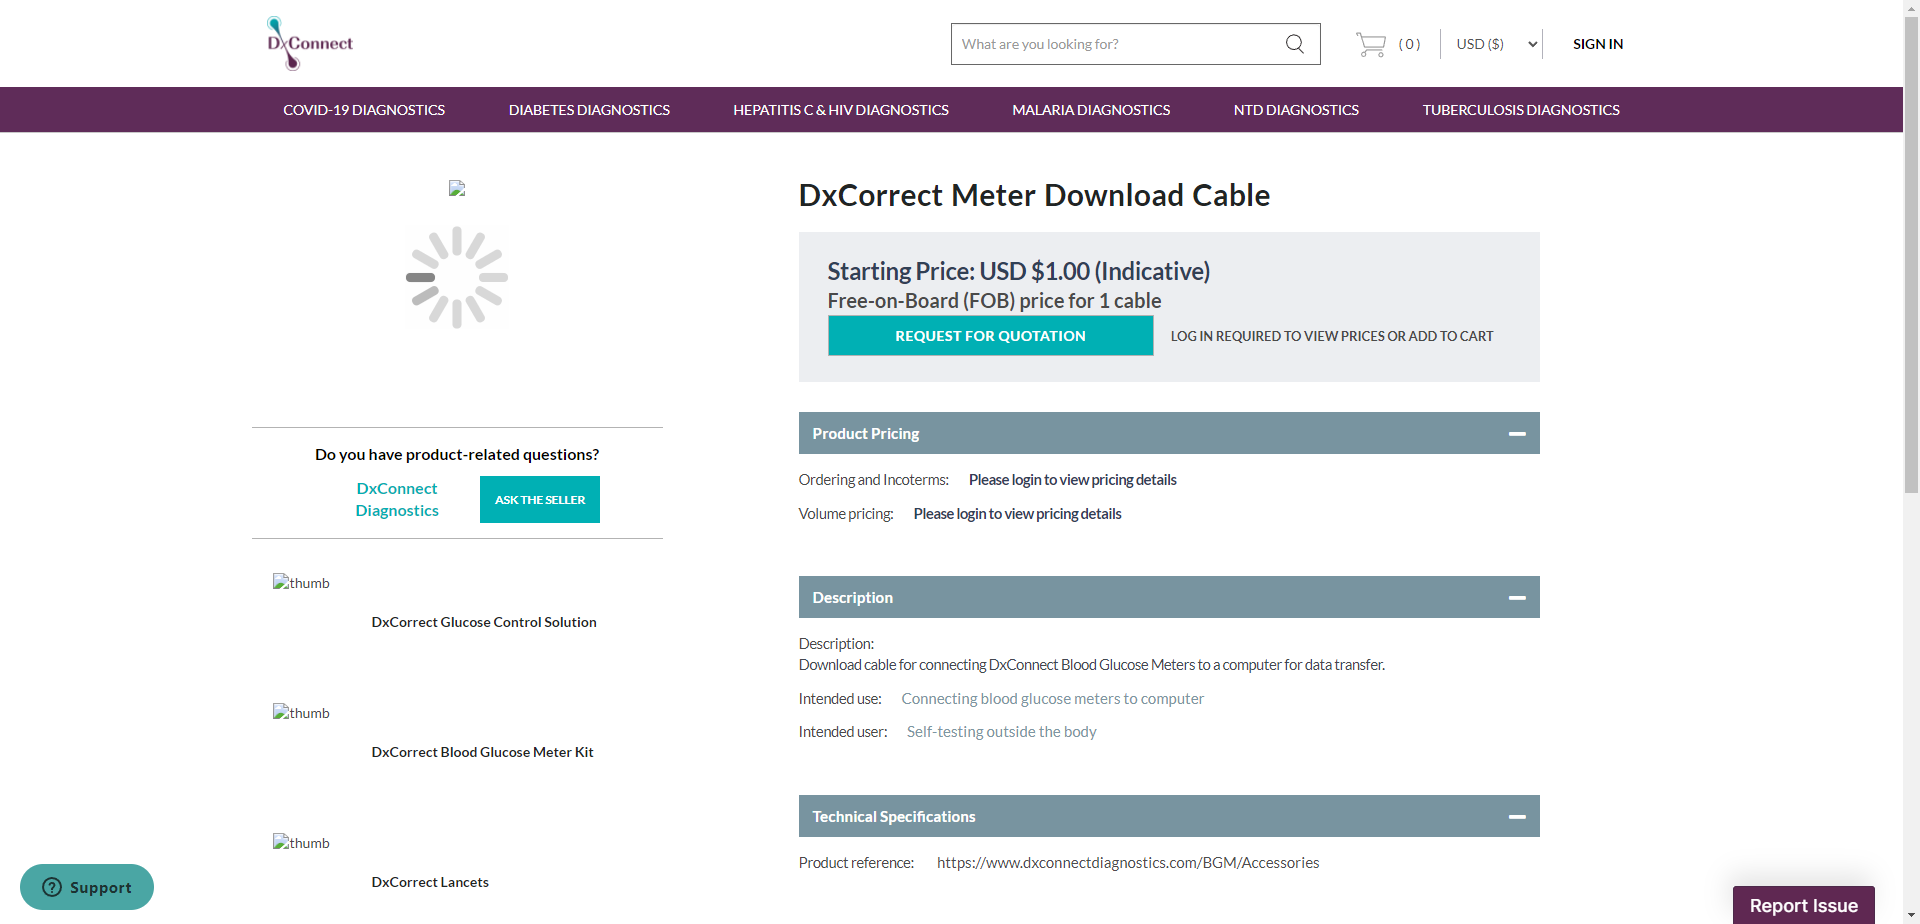 DxConnect
What are you looking for?
( 0 )
USD ($)
SIGN IN
COVID-19 DIAGNOSTICS
DIABETES DIAGNOSTICS
HEPATITIS C & HIV DIAGNOSTICS
MALARIA DIAGNOSTICS
NTD DIAGNOSTICS
TUBERCULOSIS DIAGNOSTICS
DxCorrect Meter Download Cable
Starting Price: USD $1.00 (Indicative)
Free-on-Board (FOB) price for 1 cable
REQUEST FOR QUOTATION
LOG IN REQUIRED TO VIEW PRICES OR ADD TO CART
Do you have product-related questions?
DxConnect
Diagnostics
ASK THE SELLER
thumb
DxCorrect Glucose Control Solution
thumb
DxCorrect Blood Glucose Meter Kit
thumb
DxCorrect Lancets
Product Pricing
Ordering and Incoterms: Please login to view pricing details
Volume pricing: Please login to view pricing details
Description
Description:
Download cable for connecting DxConnect Blood Glucose Meters to a computer for data transfer.
Intended use: Connecting blood glucose meters to computer
Intended user: Self-testing outside the body
Technical Specifications
Product reference: https://www.dxconnectdiagnostics.com/BGM/Accessories
Support
Report Issue